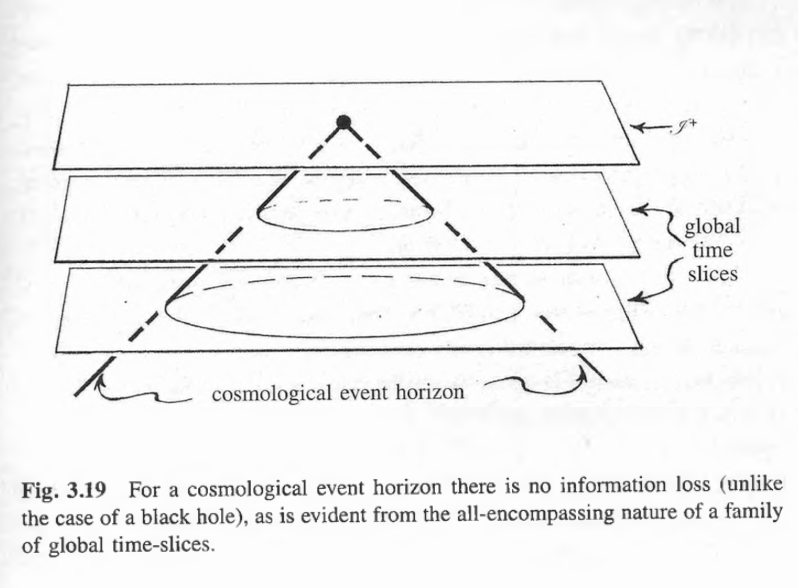 𝓘⁺
global
time
slices
cosmological event horizon
Fig. 3.19 For a cosmological event horizon there is no information loss (unlike
the case of a black hole), as is evident from the all-encompassing nature of a family
of global time-slices.